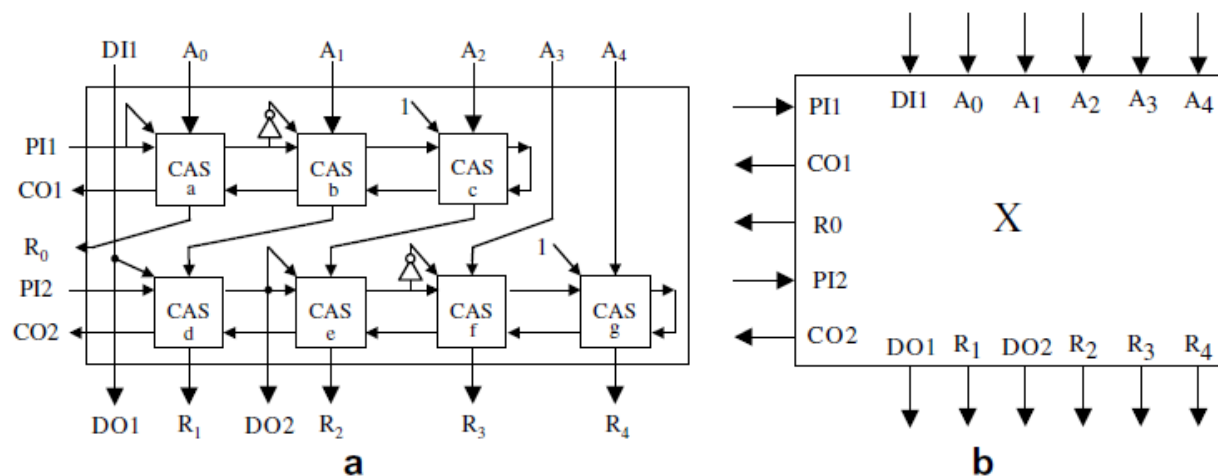 DI1 A₀ A₁ A₂ A₃ A₄
1
PI1 CAS a CAS b CAS c
CO1
R₀
1
PI2 CAS d CAS e CAS f CAS g
CO2
DO1 R₁ DO2 R₂ R₃ R₄
a
DI1 A₀ A₁ A₂ A₃ A₄
PI1
CO1
R0 X
PI2
CO2
DO1 R₁ DO2 R₂ R₃ R₄
b